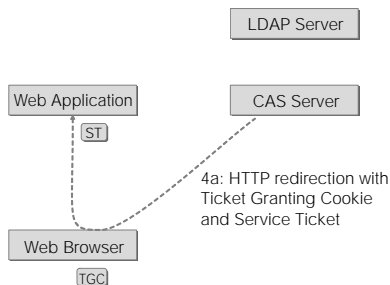 LDAP Server
Web Application
CAS Server
ST
4a: HTTP redirection with
Ticket Granting Cookie
and Service Ticket
Web Browser
TGC